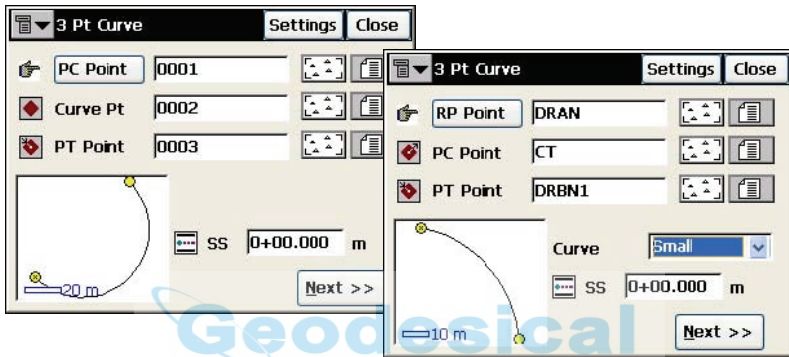 3 Pt Curve Settings Close
PC Point 0001
Curve Pt 0002
PT Point 0003
20 m
SS 0+00.000 m
Next >>
3 Pt Curve Settings Close
RP Point DRAN
PC Point CT
PT Point DRBN1
Curve Small
SS 0+00.000 m
10 m
Next >>
Geodesical